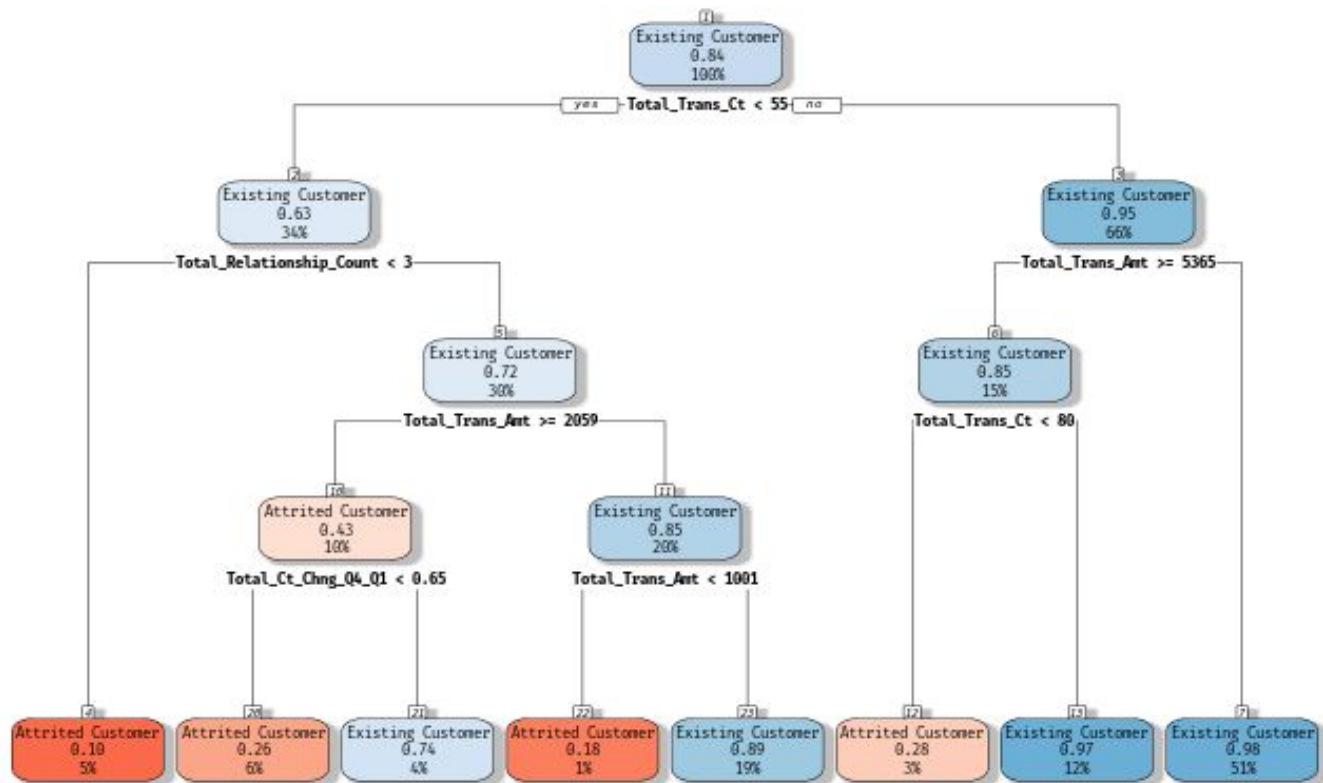 1
Existing Customer
0.84
100%
yes Total_Trans_Ct < 55 no
2
Existing Customer
0.63
34%
3
Existing Customer
0.95
66%
Total_Relationship_Count < 3
Total_Trans_Amt >= 5365
5
Existing Customer
0.72
30%
6
Existing Customer
0.85
15%
Total_Trans_Amt >= 2059
Total_Trans_Ct < 80
10
Attrited Customer
0.43
10%
11
Existing Customer
0.85
20%
Total_Ct_Chng_Q4_Q1 < 0.65
Total_Trans_Amt < 1001
4
Attrited Customer
0.10
5%
20
Attrited Customer
0.26
6%
21
Existing Customer
0.74
4%
22
Attrited Customer
0.18
1%
23
Existing Customer
0.89
19%
12
Attrited Customer
0.28
3%
13
Existing Customer
0.97
12%
7
Existing Customer
0.98
51%